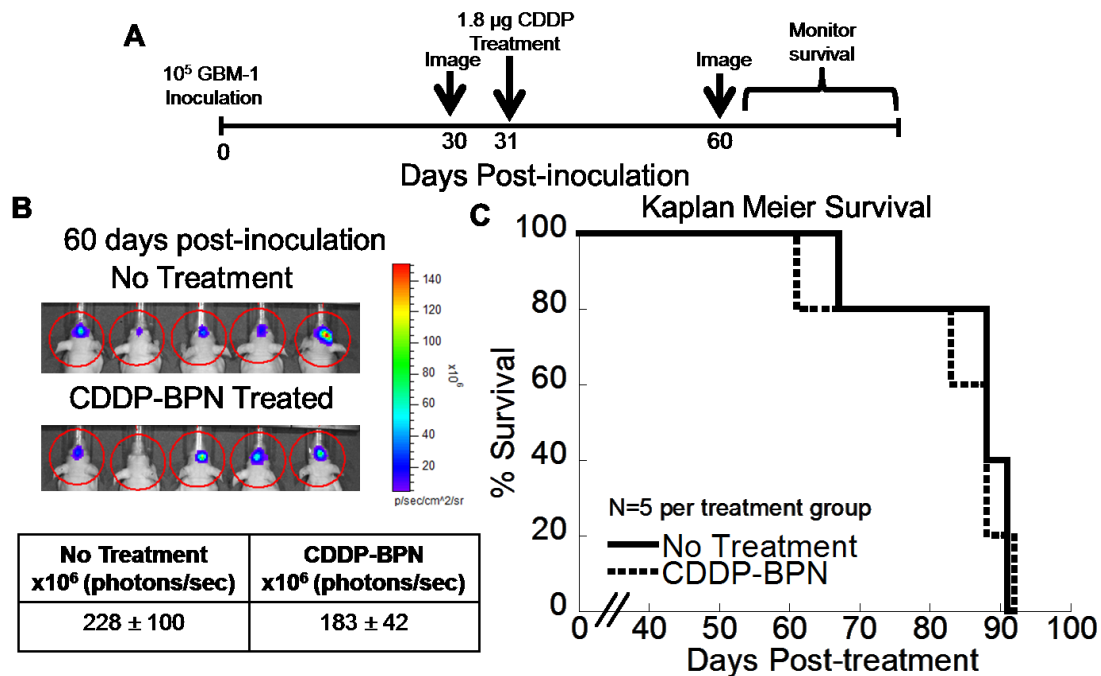 A
10⁵ GBM-1
Inoculation
Image
1.8 µg CDDP
Treatment
Image
Monitor
survival
0
30
31
60
Days Post-inoculation
B
60 days post-inoculation
No Treatment
CDDP-BPN Treated
140
120
100
80
60
40
20
x10⁶
p/sec/cm^2/sr
No Treatment
x10⁶ (photons/sec)
CDDP-BPN
x10⁶ (photons/sec)
228 ± 100
183 ± 42
C
Kaplan Meier Survival
% Survival
100
80
60
40
20
0
N=5 per treatment group
No Treatment
CDDP-BPN
0 // 40 50 60 70 80 90 100
Days Post-treatment